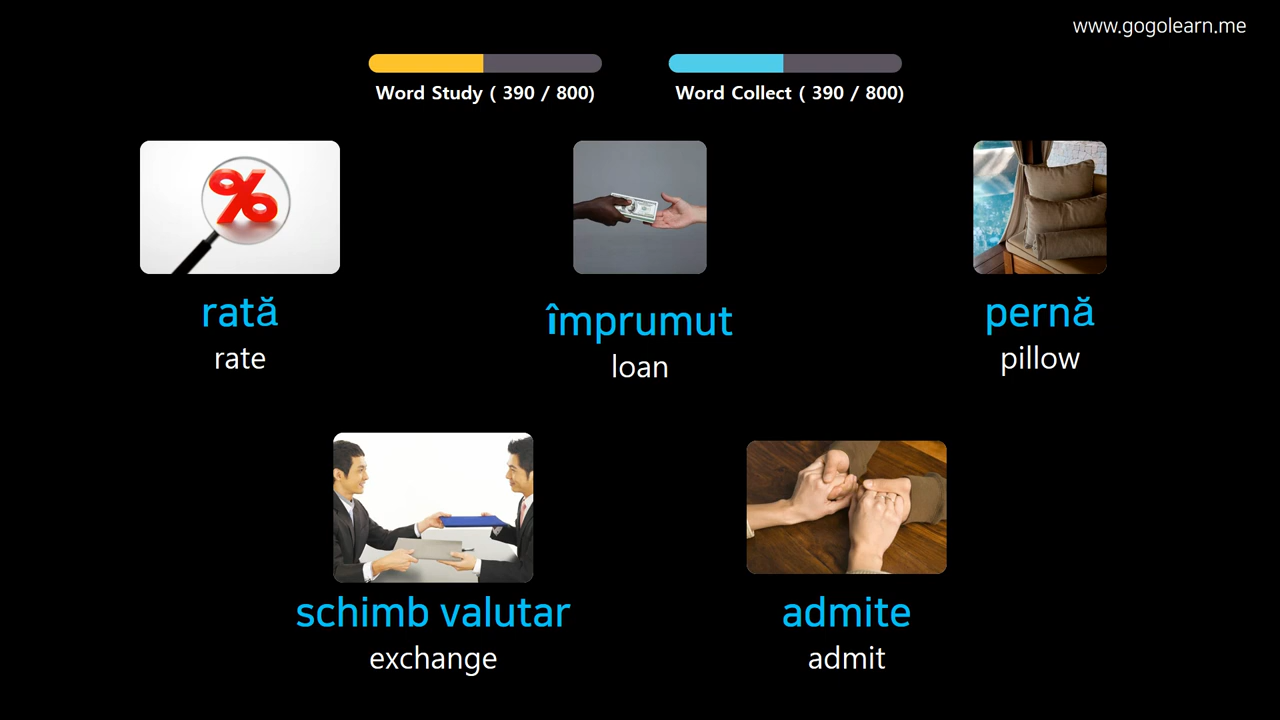 www.gogolearn.me
Word Study ( 390 / 800)
Word Collect ( 390 / 800)
rată
rate
împrumut
loan
pernă
pillow
schimb valutar
exchange
admite
admit